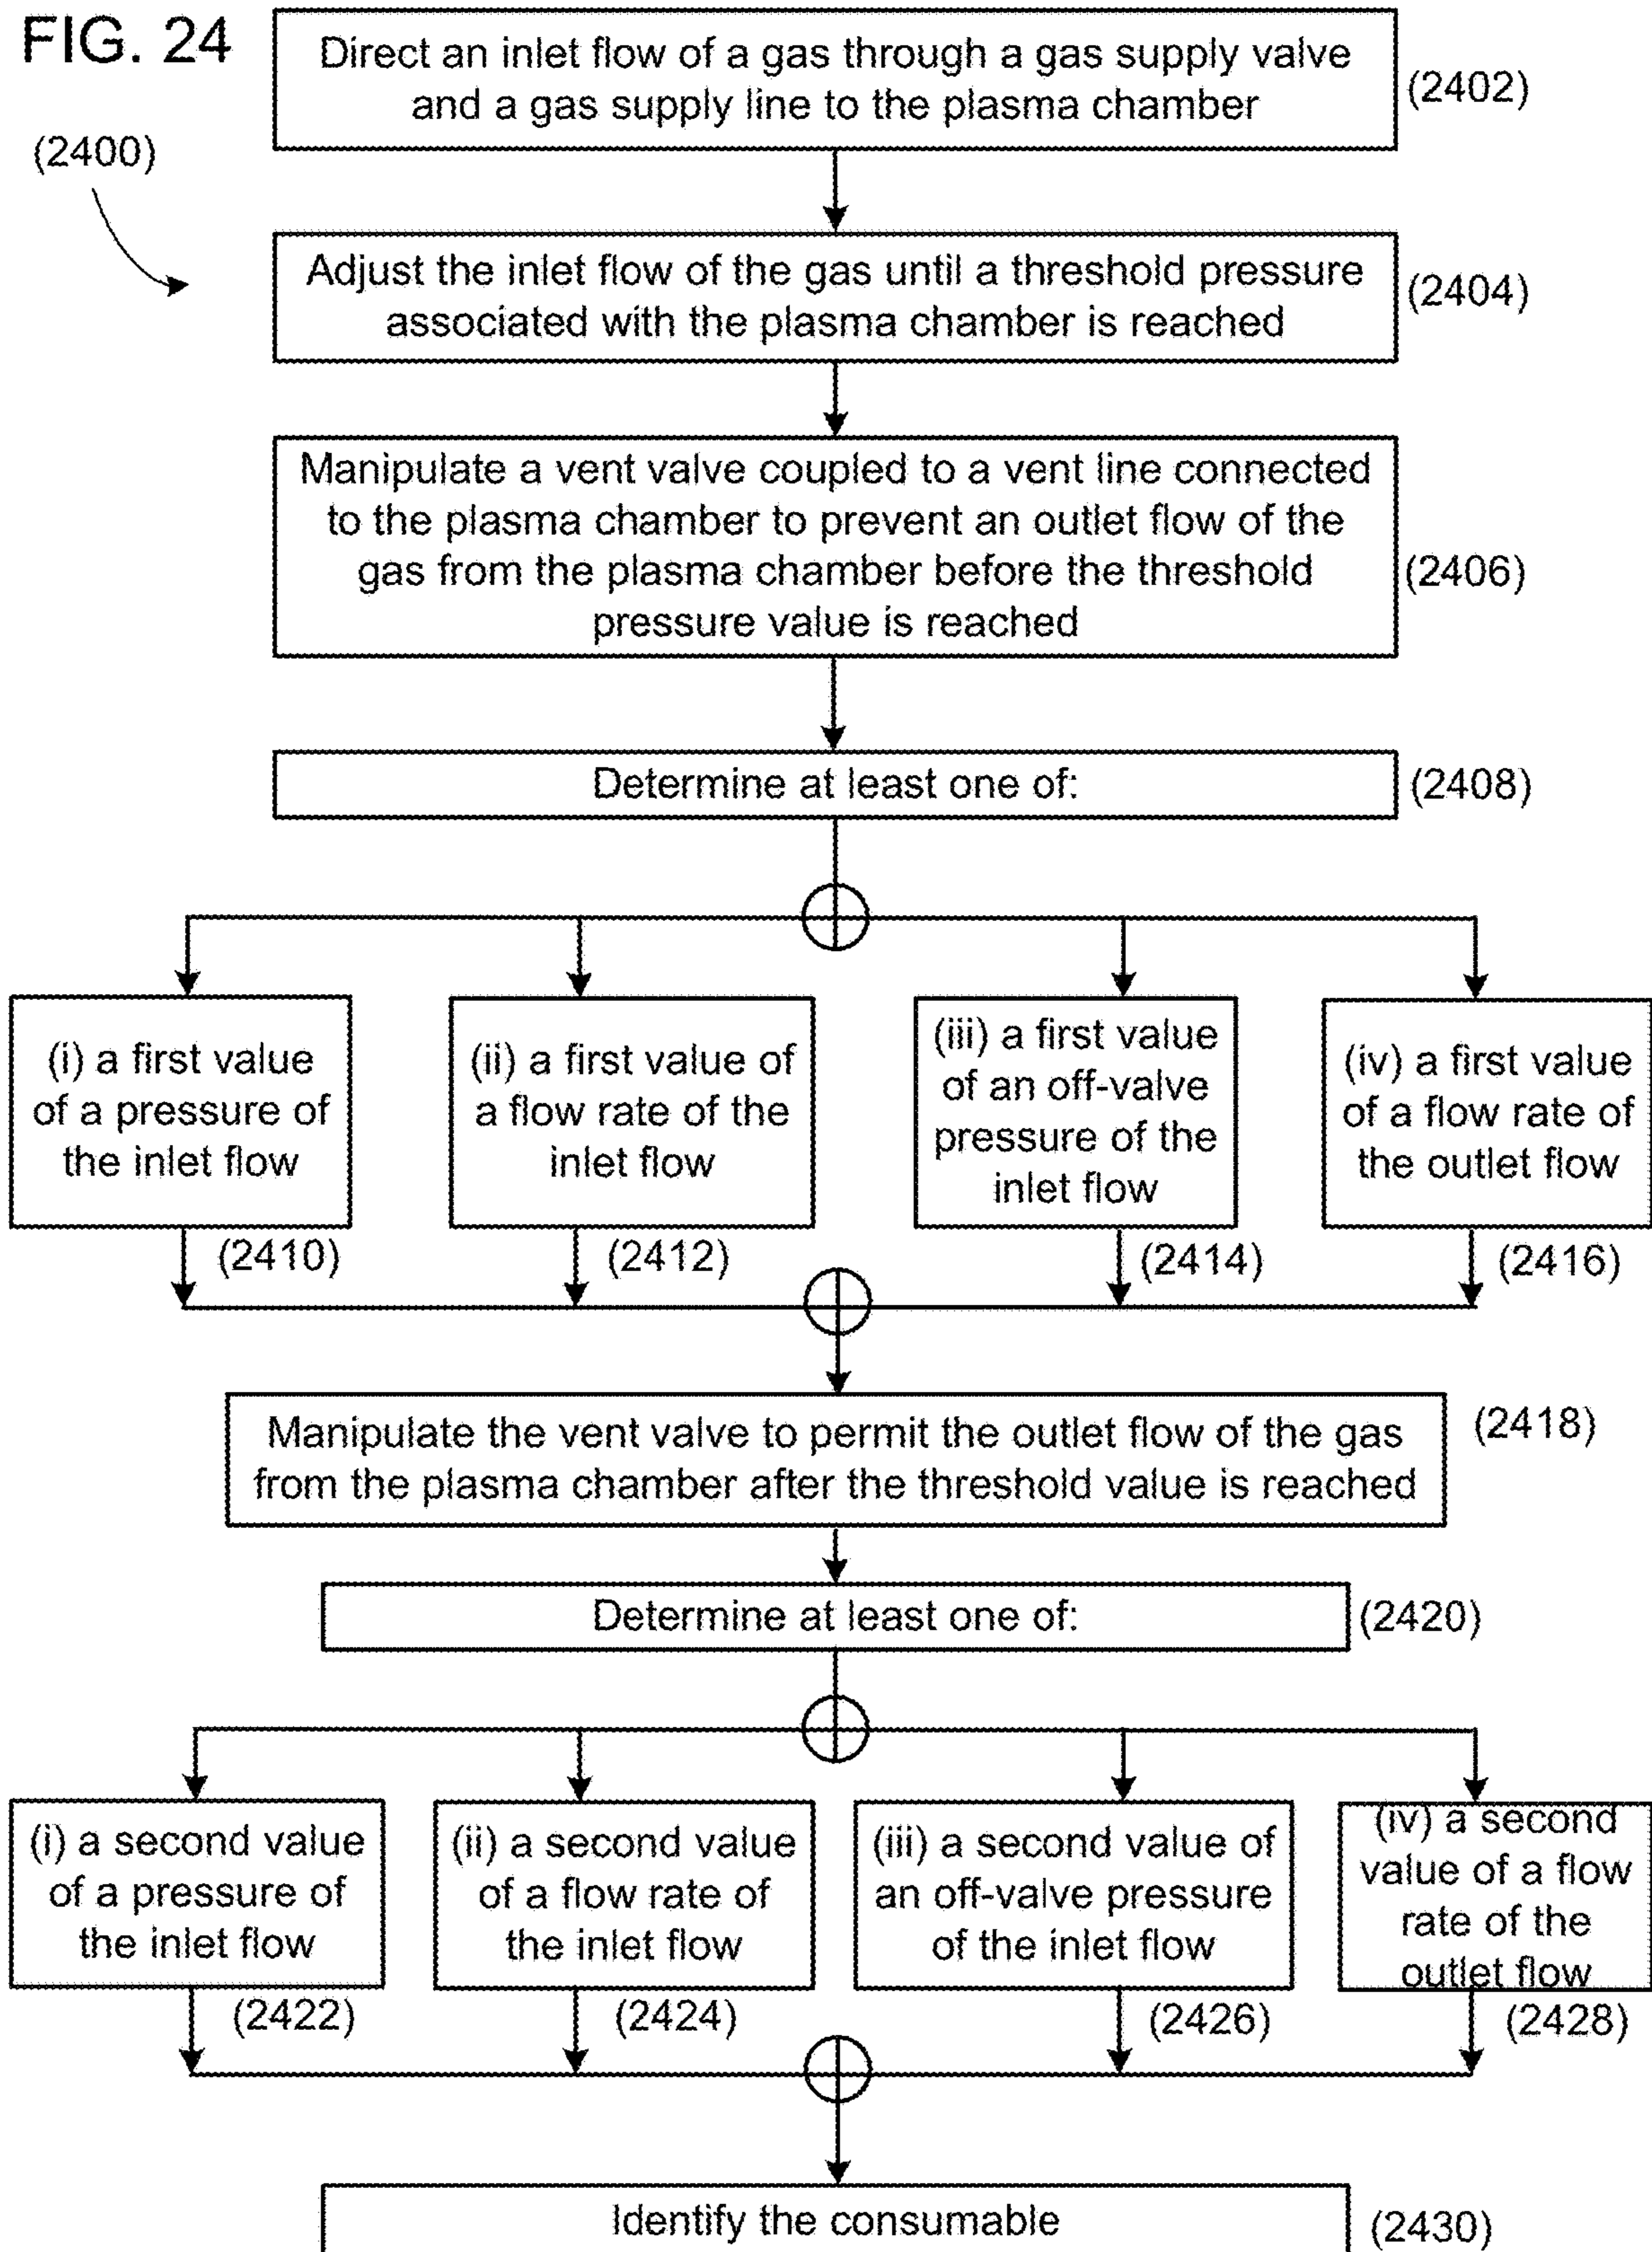 FIG. 24
(2400)
Direct an inlet flow of a gas through a gas supply valve
and a gas supply line to the plasma chamber
(2402)
Adjust the inlet flow of the gas until a threshold pressure
associated with the plasma chamber is reached
(2404)
Manipulate a vent valve coupled to a vent line connected
to the plasma chamber to prevent an outlet flow of the
gas from the plasma chamber before the threshold
pressure value is reached
(2406)
Determine at least one of:
(2408)
(i) a first value
of a pressure of
the inlet flow
(2410)
(ii) a first value of
a flow rate of the
inlet flow
(2412)
(iii) a first value
of an off-valve
pressure of the
inlet flow
(2414)
(iv) a first value
of a flow rate of
the outlet flow
(2416)
Manipulate the vent valve to permit the outlet flow of the gas
from the plasma chamber after the threshold value is reached
(2418)
Determine at least one of:
(2420)
(i) a second value
of a pressure of
the inlet flow
(2422)
(ii) a second value
of a flow rate of
the inlet flow
(2424)
(iii) a second value of
an off-valve pressure
of the inlet flow
(2426)
(iv) a second
value of a flow
rate of the
outlet flow
(2428)
Identify the consumable
(2430)